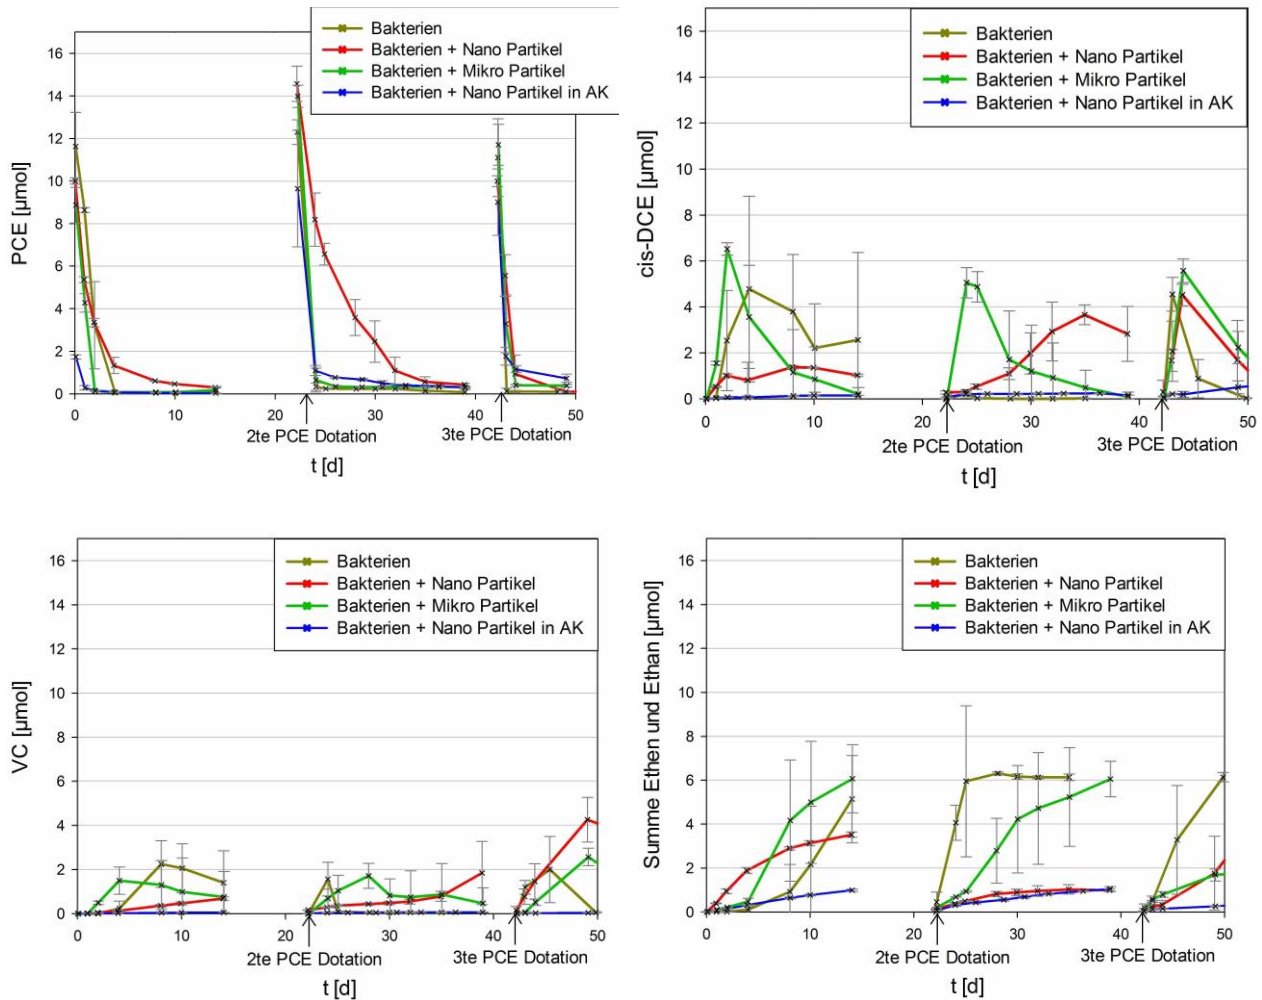 Bakterien
Bakterien + Nano Partikel
Bakterien + Mikro Partikel
Bakterien + Nano Partikel in AK
PCE [µmol]
16
14
12
10
8
6
4
2
0
0
10
20
30
40
50
2te PCE Dotation
3te PCE Dotation
t [d]
Bakterien
Bakterien + Nano Partikel
Bakterien + Mikro Partikel
Bakterien + Nano Partikel in AK
cis-DCE [µmol]
16
14
12
10
8
6
4
2
0
0
10
20
30
40
50
2te PCE Dotation
3te PCE Dotation
t [d]
Bakterien
Bakterien + Nano Partikel
Bakterien + Mikro Partikel
Bakterien + Nano Partikel in AK
VC [µmol]
16
14
12
10
8
6
4
2
0
0
10
20
30
40
50
2te PCE Dotation
3te PCE Dotation
t [d]
Bakterien
Bakterien + Nano Partikel
Bakterien + Mikro Partikel
Bakterien + Nano Partikel in AK
Summe Ethen und Ethan [µmol]
16
14
12
10
8
6
4
2
0
0
10
20
30
40
50
2te PCE Dotation
3te PCE Dotation
t [d]